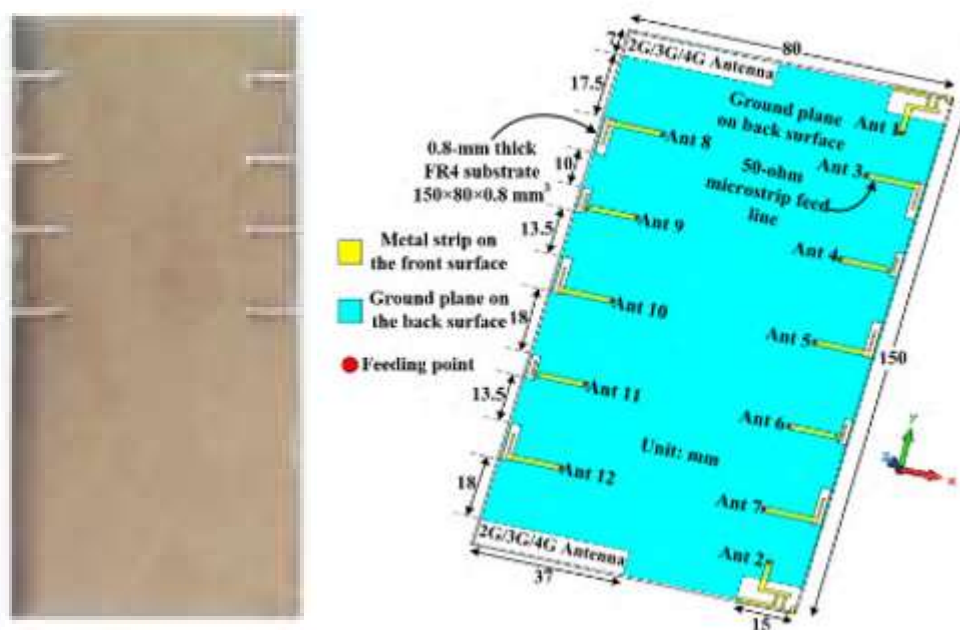 80
7
2G/3G/4G Antenna
17.5
Ground plane
on back surface
Ant 1
Ant 8
0.8-mm thick
FR4 substrate
150×80×0.8 mm³
10
Ant 3
50-ohm
microstrip feed
line
Ant 9
13.5
Metal strip on
the front surface
Ant 4
Ground plane on
the back surface
Ant 10
18
Ant 5
150
Feeding point
Ant 11
13.5
Ant 6
Unit: mm
Ant 12
18
Ant 7
2G/3G/4G Antenna
Ant 2
37
15
Y
X